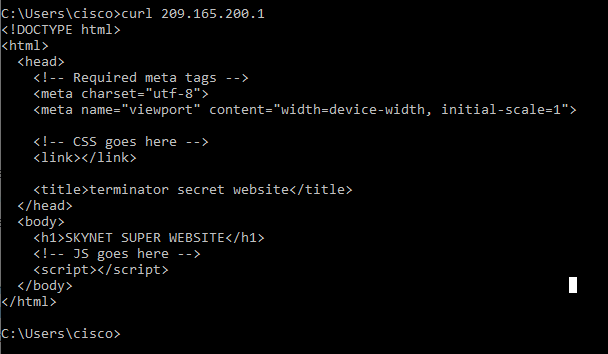 C:\Users\cisco>curl 209.165.200.1
<!DOCTYPE html>
<html>
  <head>
    <!-- Required meta tags -->
    <meta charset="utf-8">
    <meta name="viewport" content="width=device-width, initial-scale=1">

    <!-- CSS goes here -->
    <link></link>

    <title>terminator secret website</title>
  </head>
  <body>
    <h1>SKYNET SUPER WEBSITE</h1>
    <!-- JS goes here -->
    <script></script>
  </body>
</html>

C:\Users\cisco>